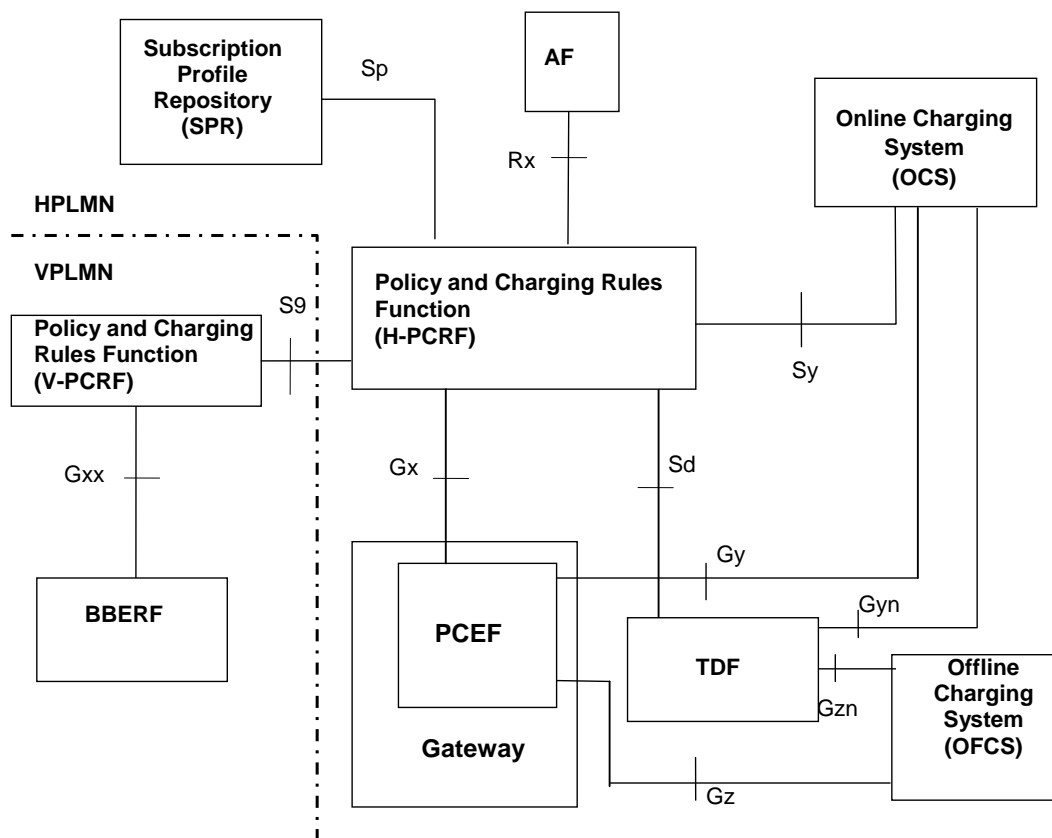 Subscription
Profile
Repository
(SPR)
Sp
AF
Rx
Online Charging
System
(OCS)
HPLMN
VPLMN
S9
Policy and Charging Rules
Function
(H-PCRF)
Policy and Charging
Rules Function
(V-PCRF)
Sy
Gxx
Gx
Sd
Gy
BBERF
PCEF
Gyn
TDF
Gzn
Offline
Charging
System
(OFCS)
Gateway
Gz